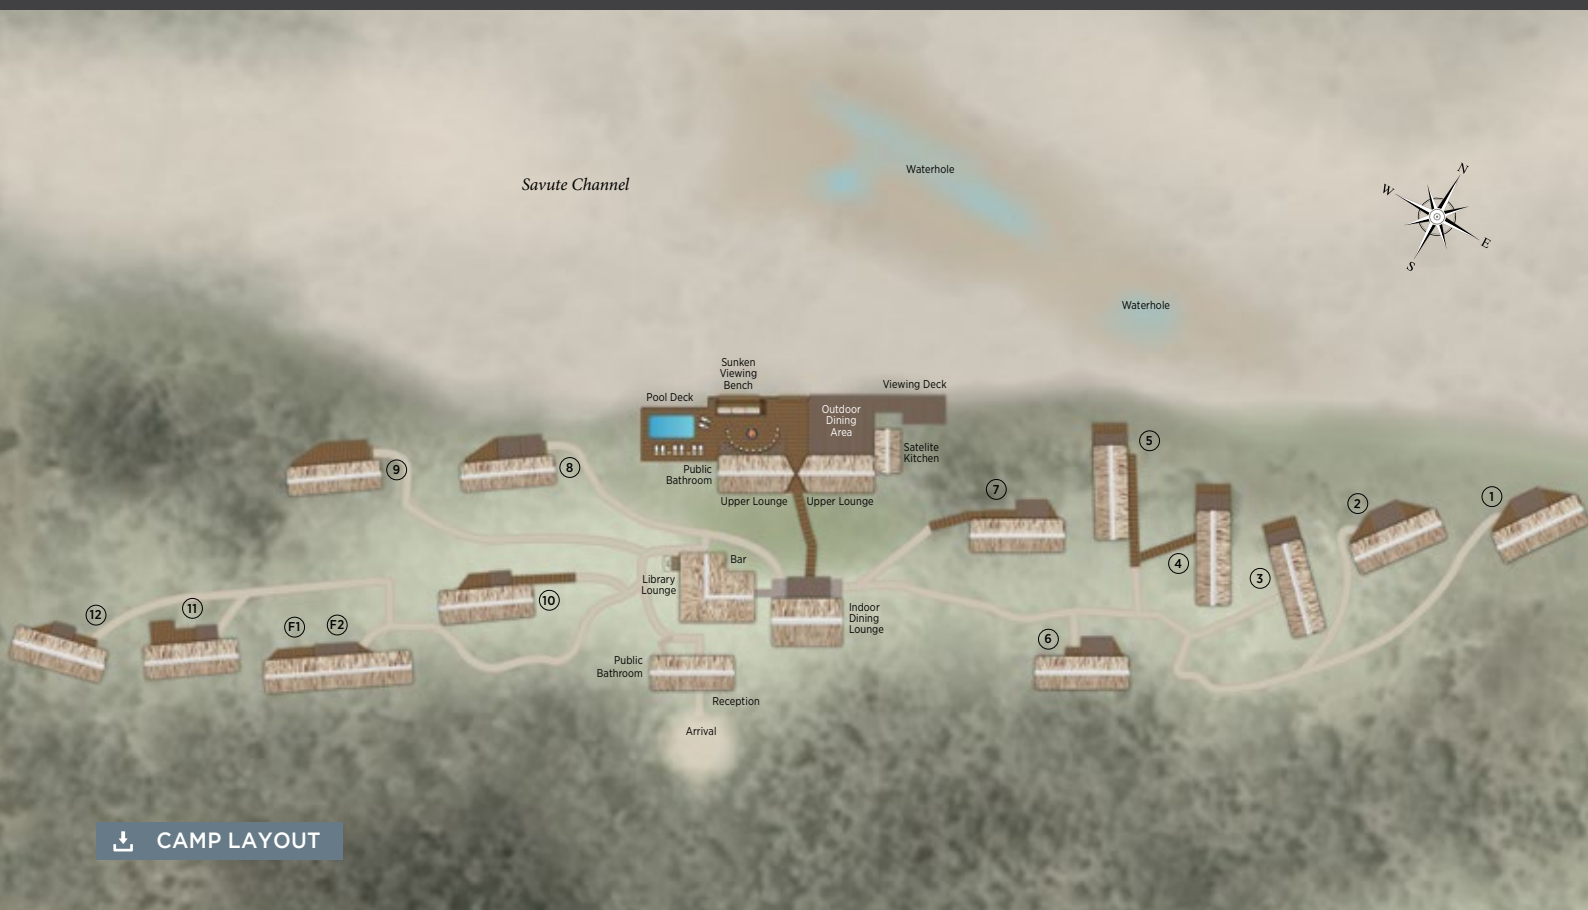 N
W
E
S
Savute Channel
Waterhole
Waterhole
Sunken
Viewing
Bench
Pool Deck
Viewing Deck
Outdoor
Dining
Area
Satelite
Kitchen
Public
Bathroom
Upper Lounge
Upper Lounge
9
8
7
5
2
1
4
3
6
Bar
Library
Lounge
Indoor
Dining
Lounge
10
11
12
F1
F2
Public
Bathroom
Reception
Arrival
CAMP LAYOUT